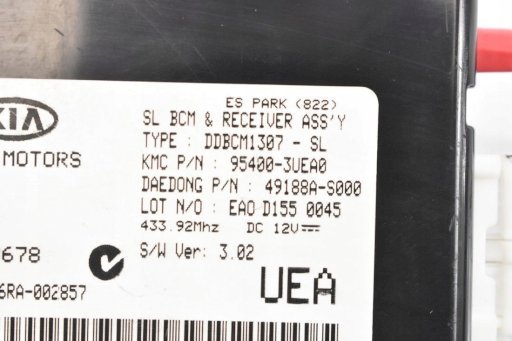 ES PARK (822)
SL BCM & RECEIVER ASS'Y
KIA
TYPE : DDBCM1307 - SL
MOTORS
KMC P/N : 95400-3UEA0
DAEDONG P/N : 49188A-S000
LOT N/O : EAO D155 0045
433.92Mhz DC 12V
678
S/W Ver: 3.02
6RA-002857
UEA